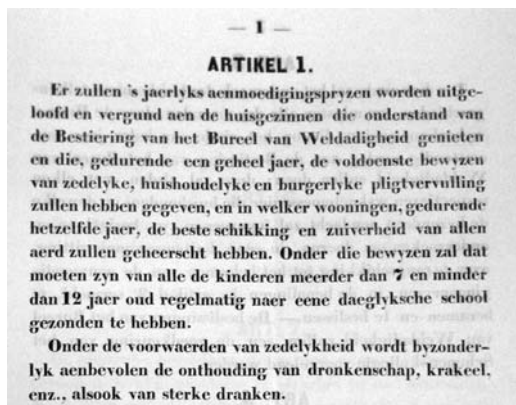 — I —
ARTIKEL 1.
Er zullen 's jaerlyks aenmoedigingspryzen worden uitge-
loofd en vergund aen de huisgezinnen die onderstand van
de Bestiering van het Bureel van Weldadigheid genieten
en die, gedurende een geheel jaer, de voldoenste bewyzen
van zedelyke, huishoudelyke en burgerlyke pligtvervulling
zullen hebben gegeven, en in welker wooningen, gedurende
hetzelfde jaer, de beste schikking en zuiverheid van allen
aerd zullen geheerscht hebben. Onder die bewyzen zal dat
moeten zyn van alle de kinderen meerder dan 7 en minder
dan 12 jaer oud regelmatig naer eene daeglyksche school
gezonden te hebben.
Onder de voorwaerden van zedelykheid wordt byzonder-
lyk aenbevolen de onthouding van dronkenschap, krakeel,
enz., alsook van sterke dranken.